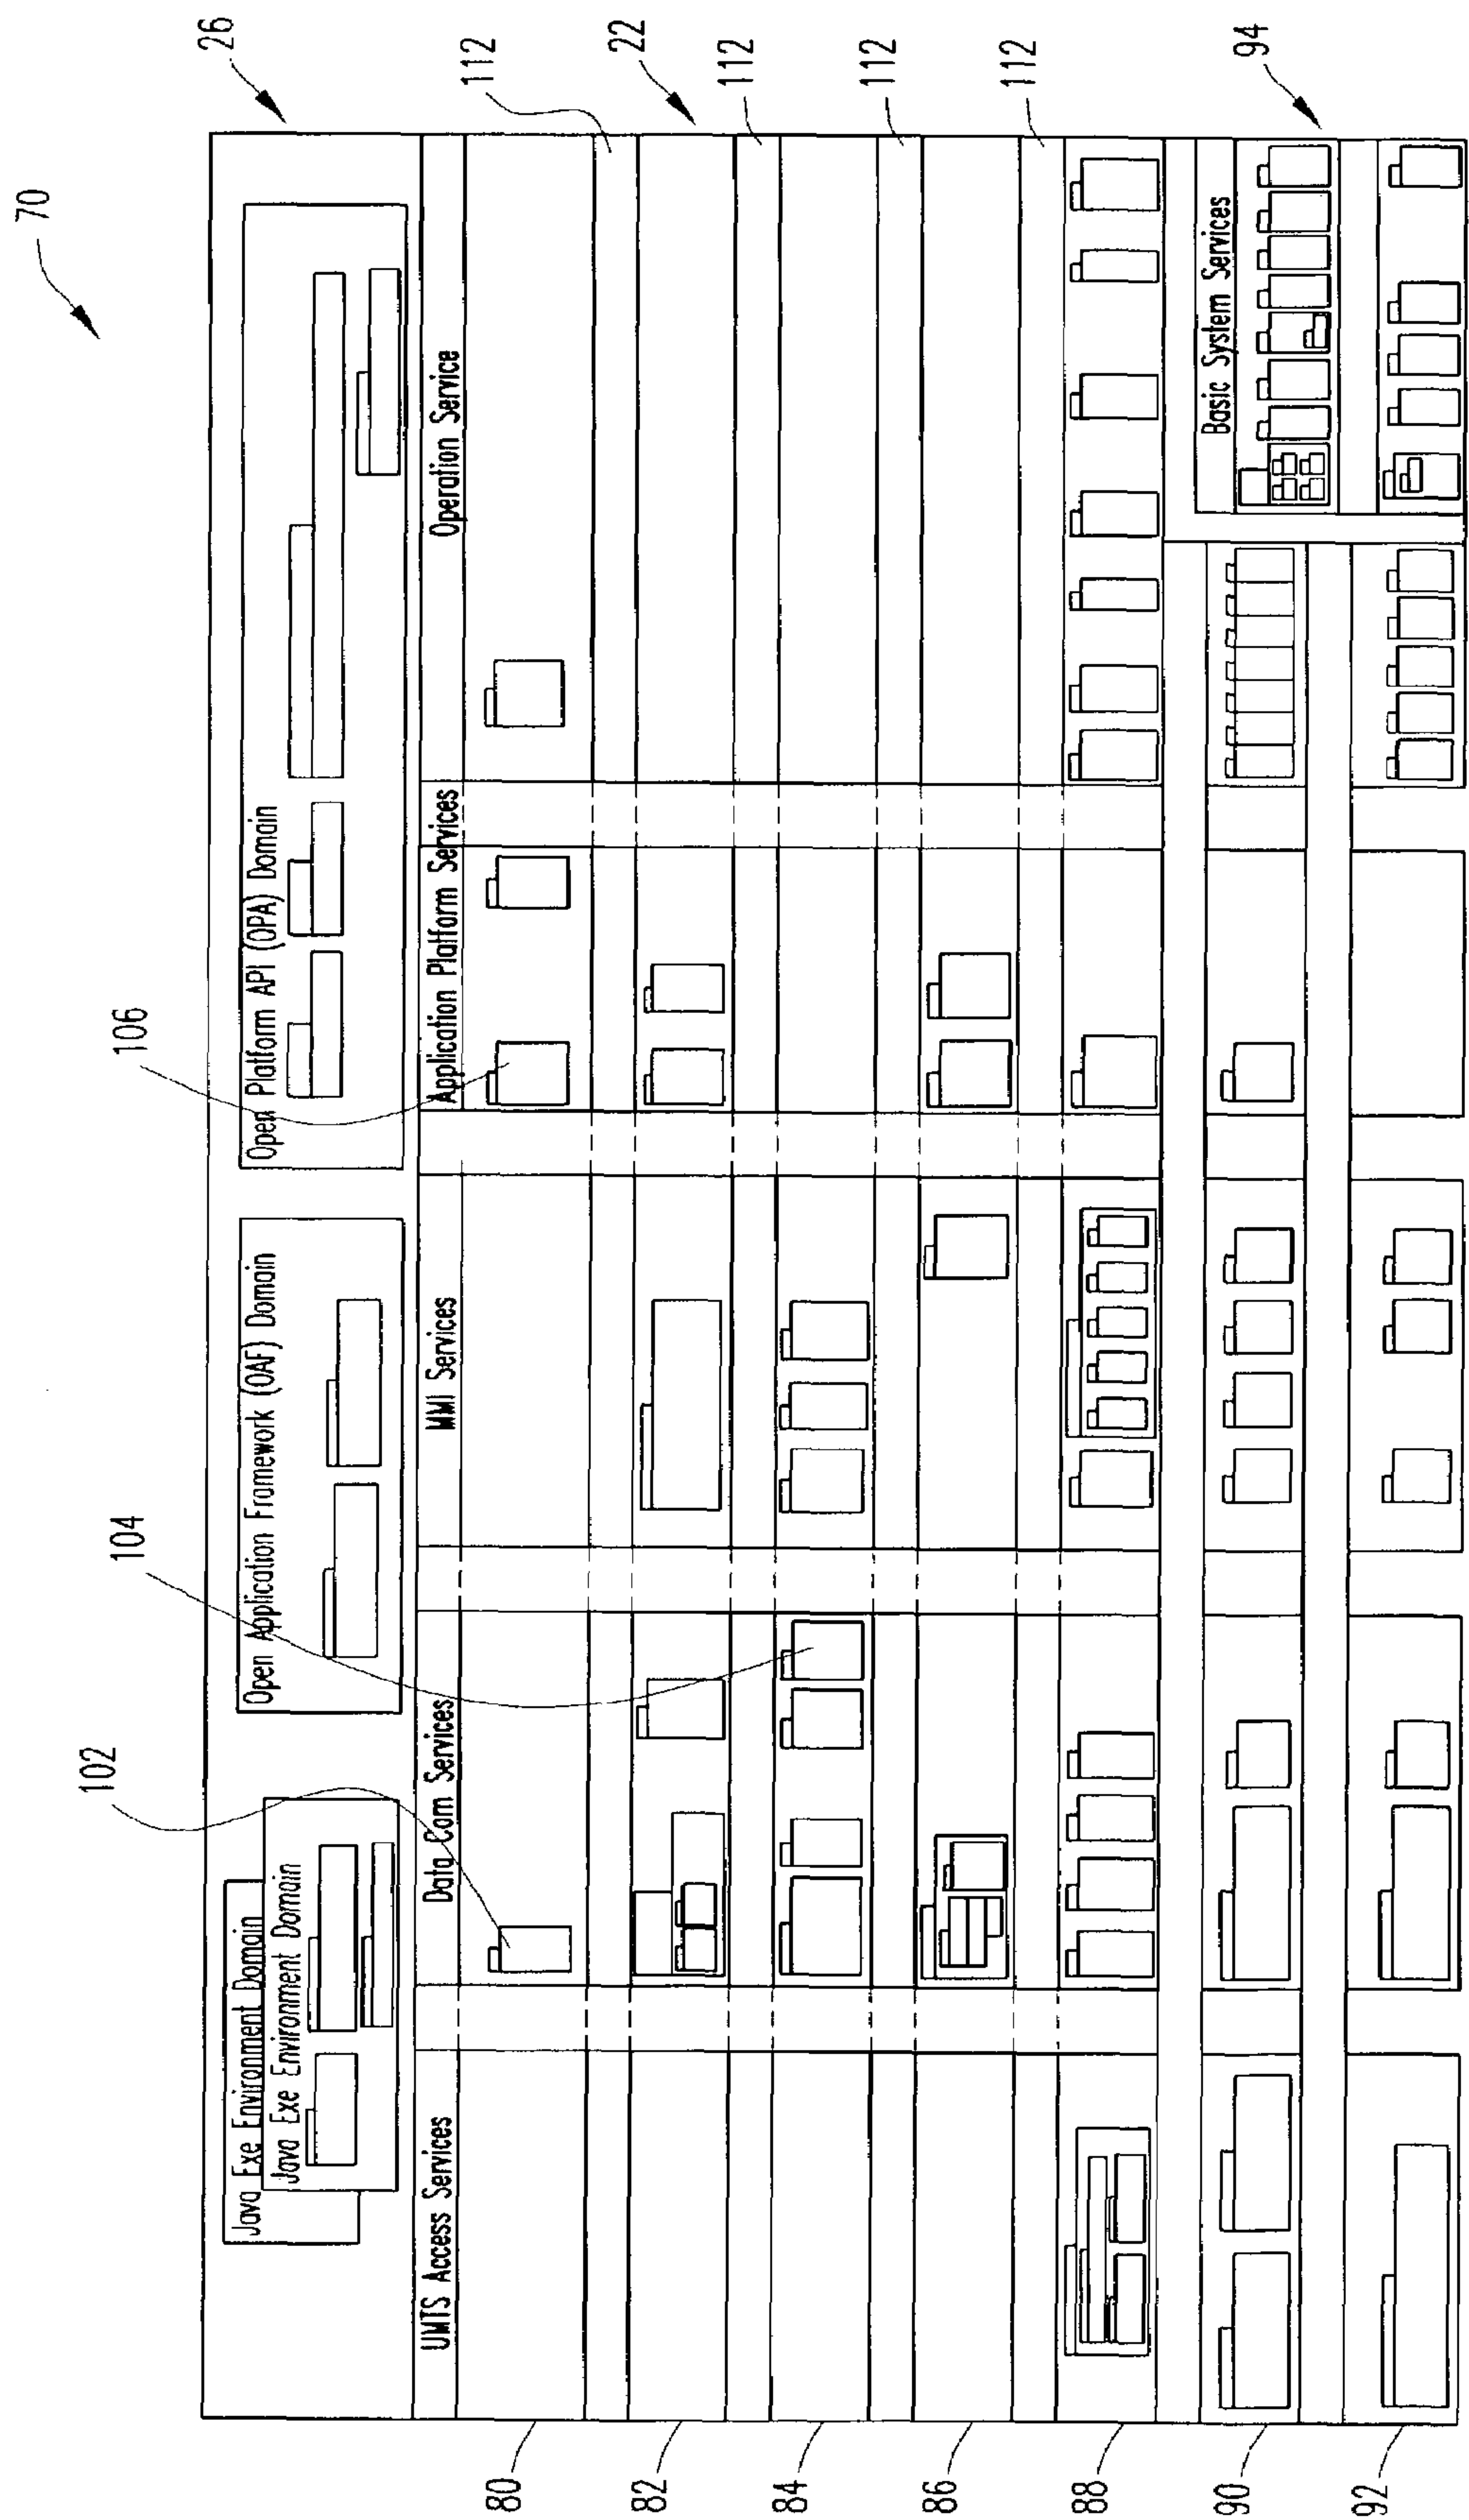 70
26
112
22
112
112
112
94
Java Exe Environment Domain
Java Exe Environment Domain
Open Application Framework (OAF) Domain
Open Platform API (OPA) Domain
102
104
106
UMTS Access Services
Data Com Services
MMI Services
Application Platform Services
Operation Service
Basic System Services
80
82
84
86
88
90
92